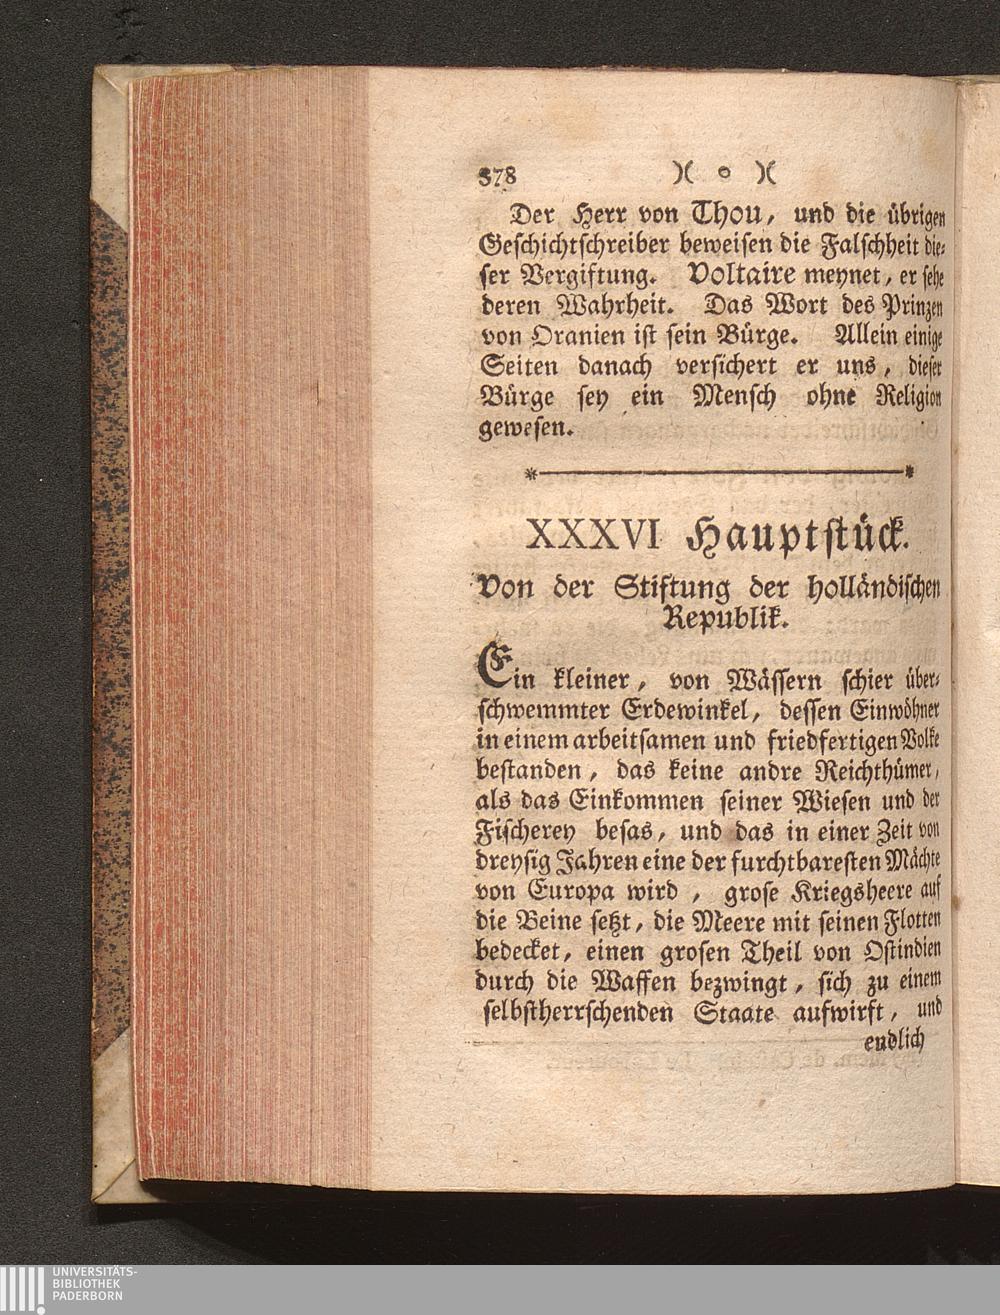 378 )( o )(
Der Herr von Thou, und die übrigen
Geschichtschreiber beweisen die Falschheit die-
ser Vergiftung. Voltaire meynet, er sehe
deren Wahrheit. Das Wort des Prinzen
von Oranien ist sein Bürge. Allein einige
Seiten danach versichert er uns, dieser
Bürge sey ein Mensch ohne Religion
gewesen.
XXXVI Hauptstück.
Von der Stiftung der holländischen
Republik.
Ein kleiner, von Wässern schier über-
schwemmter Erdewinkel, dessen Einwöhner
in einem arbeitsamen und friedfertigen Volke
bestanden, das keine andre Reichthümer,
als das Einkommen seiner Wiesen und der
Fischerey besas, und das in einer Zeit von
dreysig Jahren eine der furchtbaresten Mächte
von Europa wird, grose Kriegsheere auf
die Beine setzt, die Meere mit seinen Flotten
bedecket, einen grosen Theil von Ostindien
durch die Waffen bezwingt, sich zu einem
selbstherrschenden Staate aufwirft, und
endlich
UNIVERSITÄTS-
BIBLIOTHEK
PADERBORN